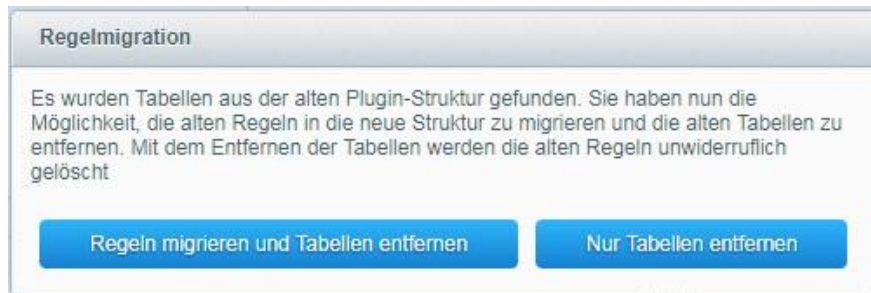 Regelmigration
Es wurden Tabellen aus der alten Plugin-Struktur gefunden. Sie haben nun die
Möglichkeit, die alten Regeln in die neue Struktur zu migrieren und die alten Tabellen zu
entfernen. Mit dem Entfernen der Tabellen werden die alten Regeln unwiderruflich
gelöscht
Regeln migrieren und Tabellen entfernen
Nur Tabellen entfernen